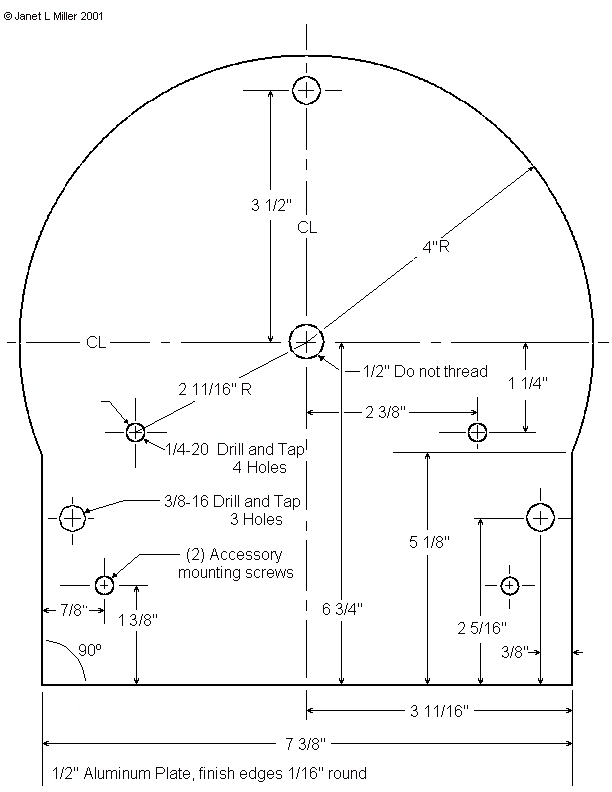 © Janet L Miller 2001
3 1/2"
CL
4"R
CL
1/2" Do not thread
1 1/4"
2 11/16" R
2 3/8"
1/4-20 Drill and Tap
4 Holes
3/8-16 Drill and Tap
3 Holes
5 1/8"
(2) Accessory
mounting screws
7/8"
1 3/8"
6 3/4"
2 5/16"
90º
3/8"
3 11/16"
7 3/8"
1/2" Aluminum Plate, finish edges 1/16" round